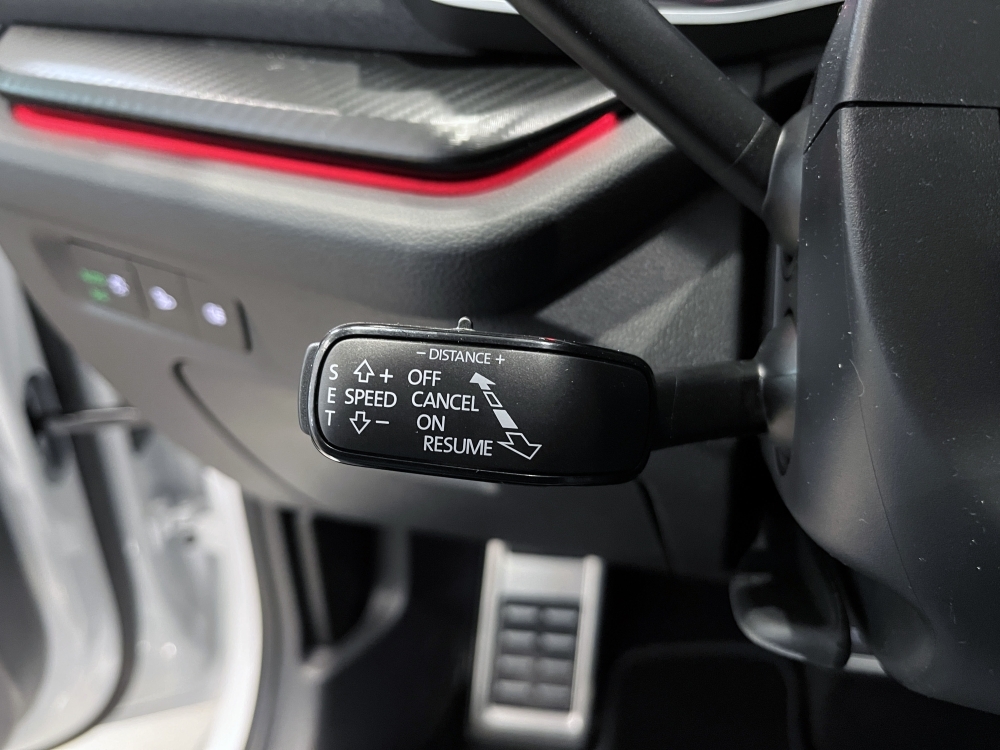 − DISTANCE +
S + OFF
E SPEED CANCEL
T − ON
RESUME